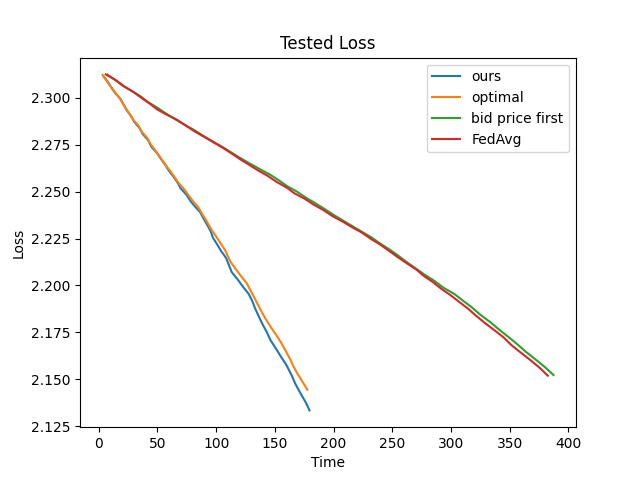 Tested Loss
ours
optimal
bid price first
FedAvg
2.300
2.275
2.250
2.225
2.200
2.175
2.150
2.125
Loss
0 50 100 150 200 250 300 350 400
Time